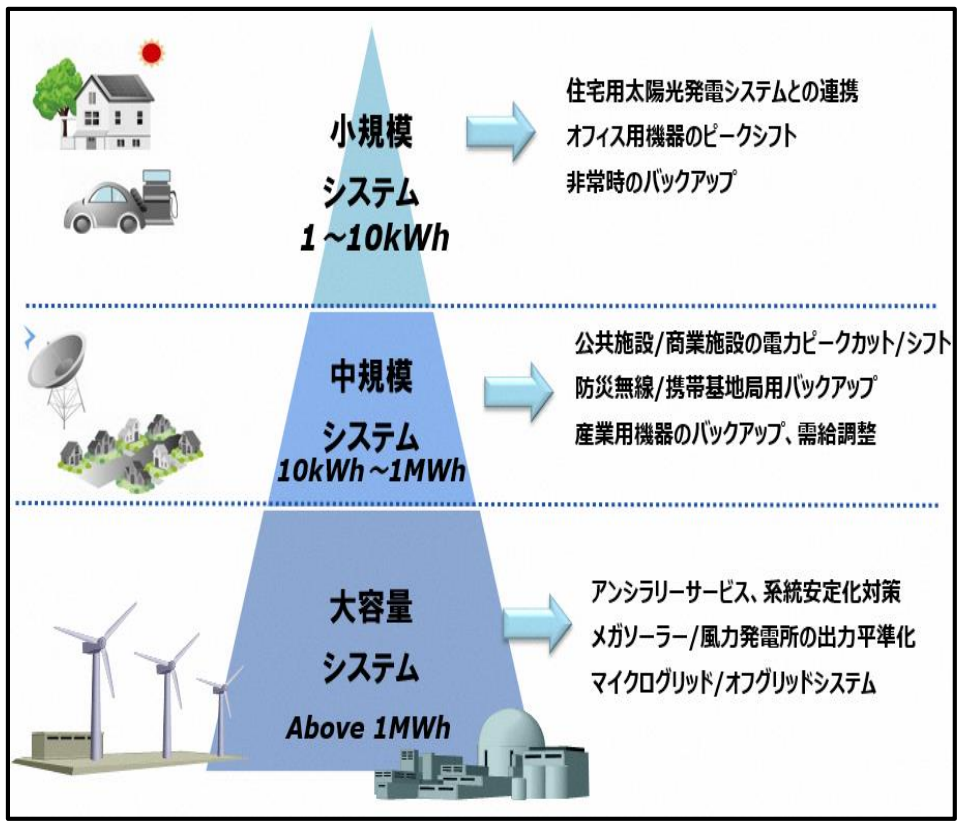 小規模
システム
1～10kWh
住宅用太陽光発電システムとの連携
オフィス用機器のピークシフト
非常時のバックアップ
中規模
システム
10kWh～1MWh
公共施設/商業施設の電力ピークカット/シフト
防災無線/携帯基地局用バックアップ
産業用機器のバックアップ、需給調整
大容量
システム
Above 1MWh
アンシラリーサービス、系統安定化対策
メガソーラー/風力発電所の出力平準化
マイクログリッド/オフグリッドシステム